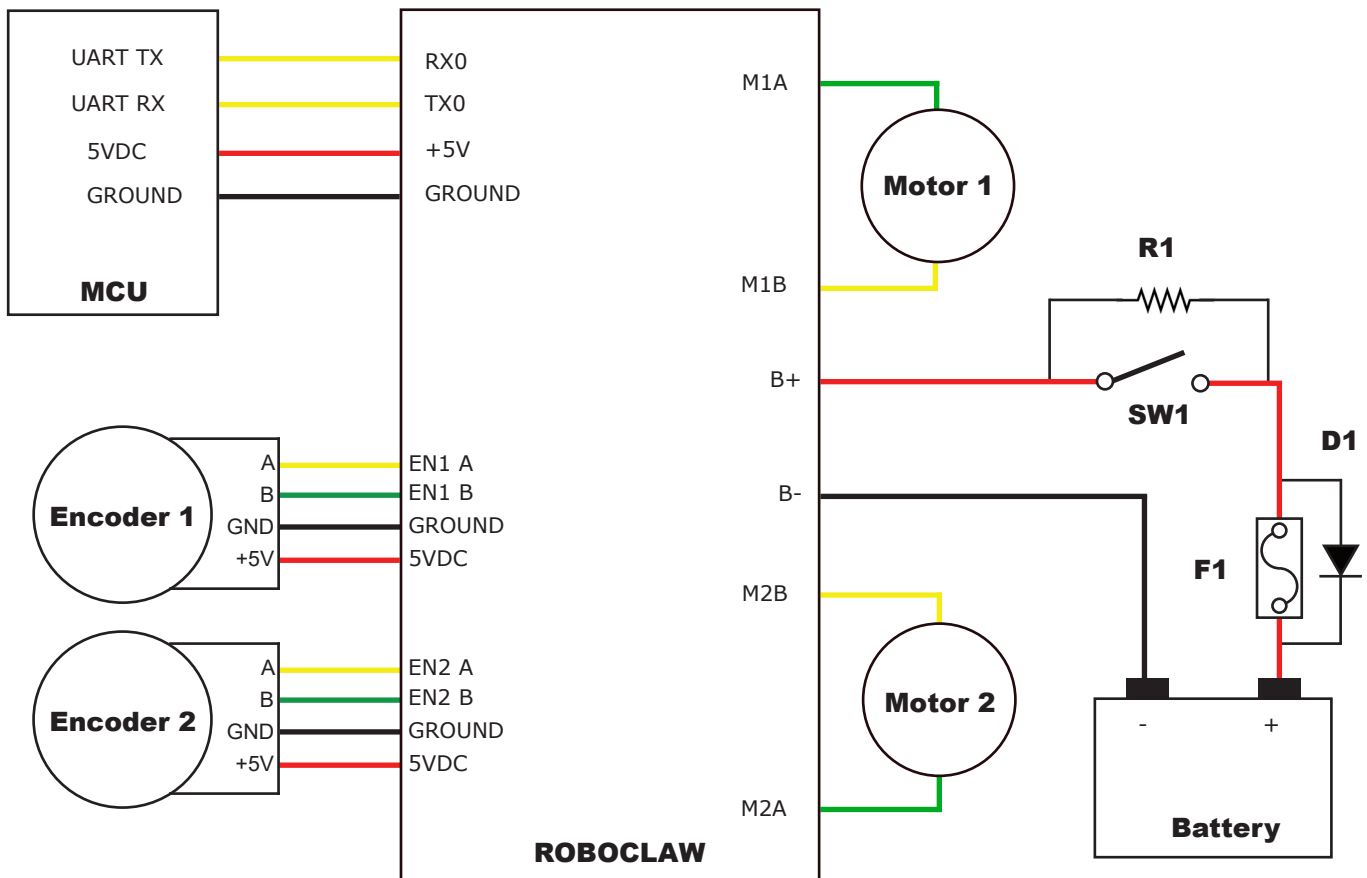 UART TX
UART RX
5VDC
GROUND
MCU
RX0
TX0
+5V
GROUND
M1A
Motor 1
M1B
R1
B+
SW1
D1
B-
F1
Encoder 1
A
B
GND
+5V
EN1 A
EN1 B
GROUND
5VDC
Encoder 2
A
B
GND
+5V
EN2 A
EN2 B
GROUND
5VDC
M2B
Motor 2
M2A
- +
Battery
ROBOCLAW